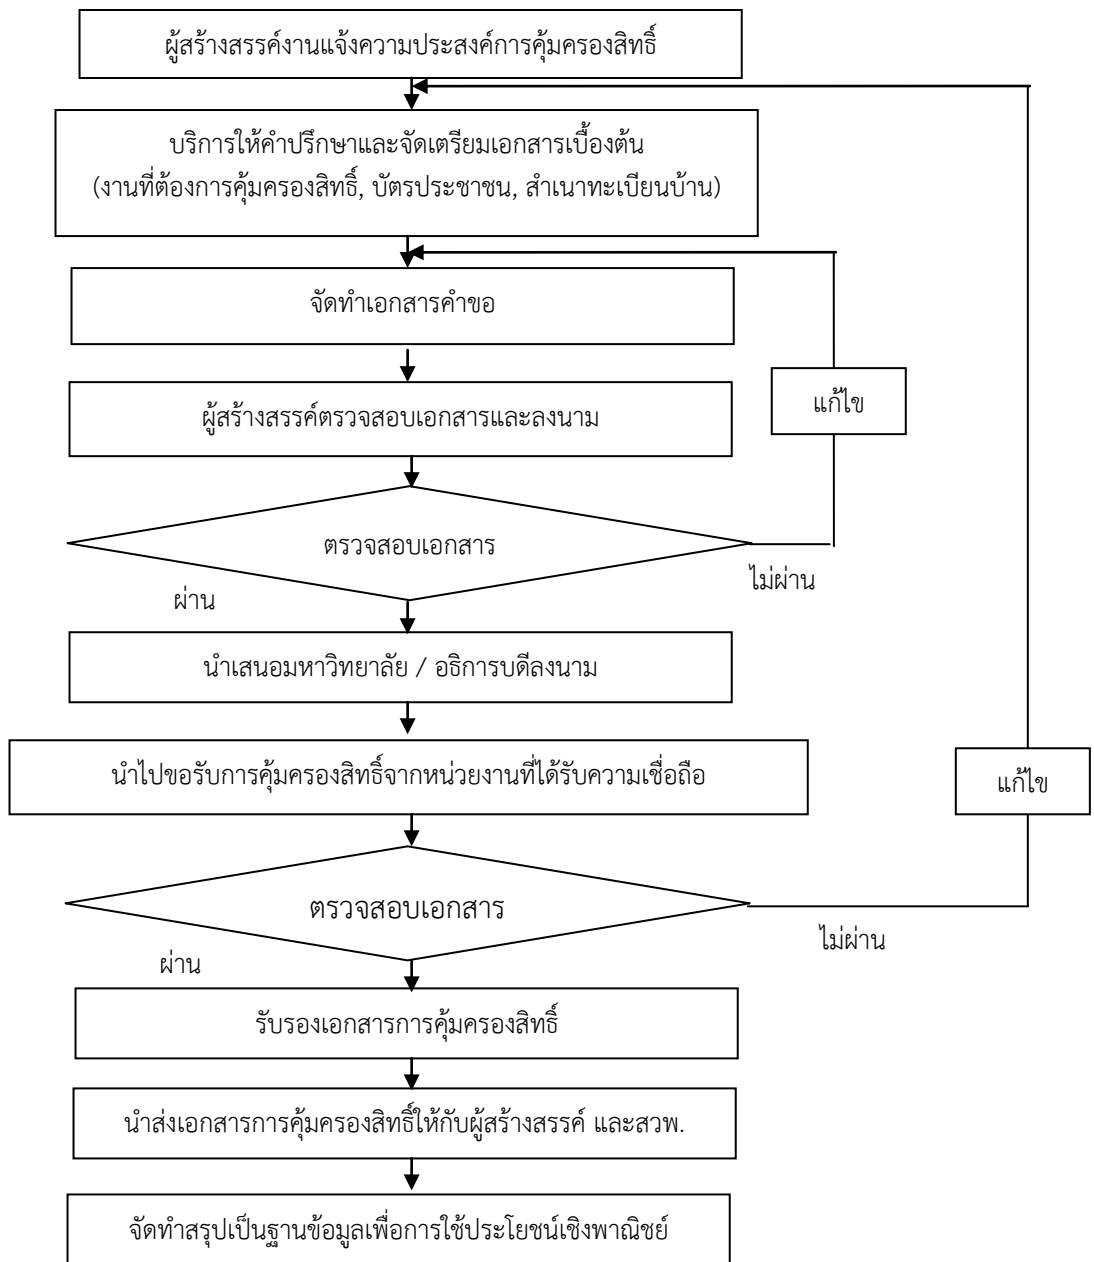 ผู้สร้างสรรค์งานแจ้งความประสงค์การคุ้มครองสิทธิ์
บริการให้คำปรึกษาและจัดเตรียมเอกสารเบื้องต้น
(งานที่ต้องการคุ้มครองสิทธิ์, บัตรประชาชน, สำเนาทะเบียนบ้าน)
จัดทำเอกสารคำขอ
แก้ไข
ผู้สร้างสรรค์ตรวจสอบเอกสารและลงนาม
ตรวจสอบเอกสาร
ไม่ผ่าน
ผ่าน
นำเสนอมหาวิทยาลัย / อธิการบดีลงนาม
นำไปขอรับการคุ้มครองสิทธิ์จากหน่วยงานที่ได้รับความเชื่อถือ
แก้ไข
ตรวจสอบเอกสาร
ไม่ผ่าน
ผ่าน
รับรองเอกสารการคุ้มครองสิทธิ์
นำส่งเอกสารการคุ้มครองสิทธิ์ให้กับผู้สร้างสรรค์ และสวพ.
จัดทำสรุปเป็นฐานข้อมูลเพื่อการใช้ประโยชน์เชิงพาณิชย์